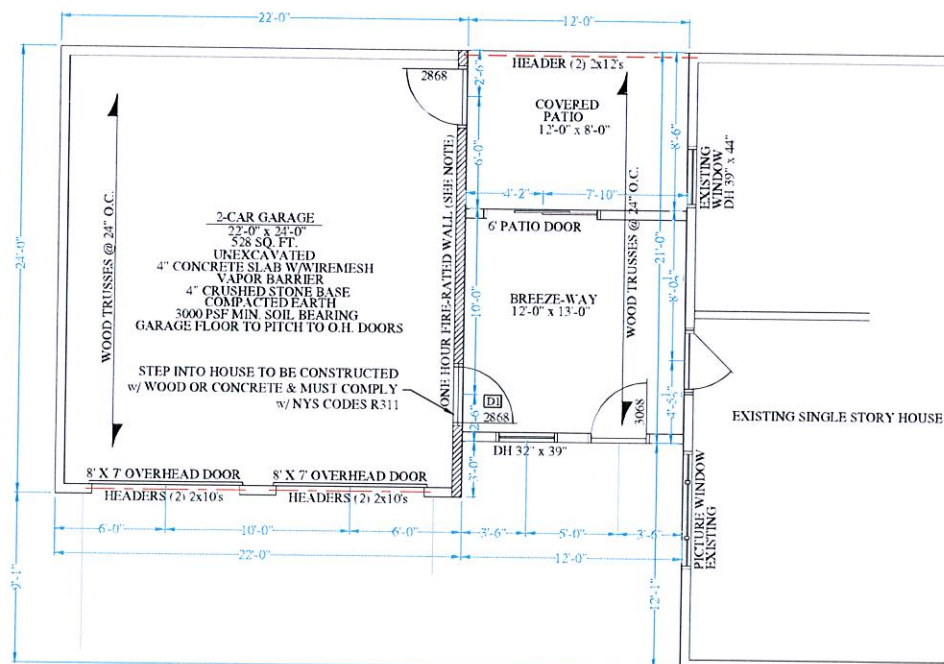 22'-0"
12'-0"
HEADER (2) 2x12's
2868
2'-6"
COVERED
PATIO
12'-0" x 8'-0"
8'-6"
EXISTING
WINDOW
DH 39" x 44"
6'-0"
4'-2"
7'-10"
6' PATIO DOOR
24'-0"
WOOD TRUSSES @ 24" O.C.
2-CAR GARAGE
22'-0" x 24'-0"
528 SQ. FT.
UNEXCAVATED
4" CONCRETE SLAB W/WIREMESH
VAPOR BARRIER
4" CRUSHED STONE BASE
COMPACTED EARTH
3000 PSF MIN. SOIL BEARING
GARAGE FLOOR TO PITCH TO O.H. DOORS
ONE HOUR FIRE-RATED WALL (SEE NOTE)
10'-0"
BREEZE-WAY
12'-0" x 13'-0"
WOOD TRUSSES @ 24" O.C.
21'-0"
8'-0½"
STEP INTO HOUSE TO BE CONSTRUCTED
w/ WOOD OR CONCRETE & MUST COMPLY
w/ NYS CODES R311
D1
2868
2'-6"
3068
4'-5½"
EXISTING SINGLE STORY HOUSE
DH 32" x 39"
3'-0"
8' X 7' OVERHEAD DOOR
8' X 7' OVERHEAD DOOR
HEADERS (2) 2x10's
HEADERS (2) 2x10's
PICTURE WINDOW
EXISTING
6'-0"
10'-0"
6'-0"
3'-6"
5'-0"
3'-6"
22'-0"
12'-0"
9'-1"
12'-1"